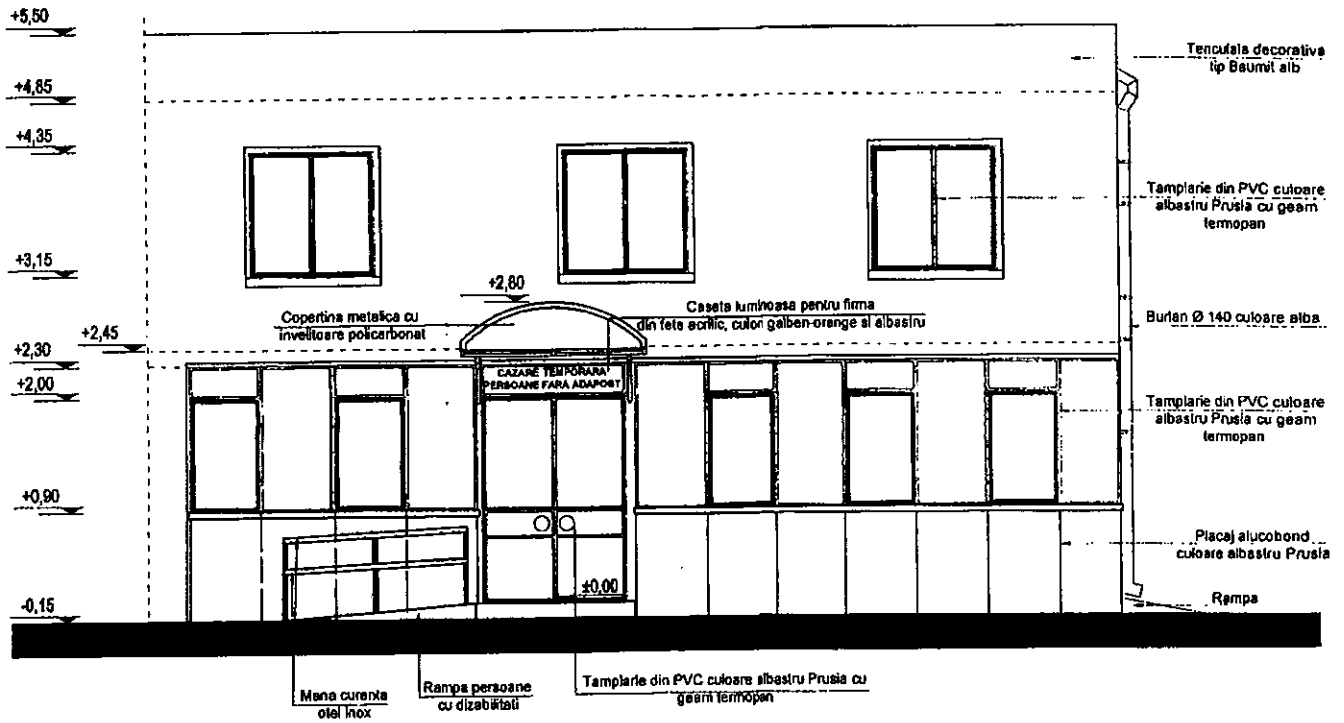 +5,50
Tencuiala decorativa
tip Baumit alb
+4,85
+4,35
Tamplarie din PVC culoare
albastru Prusia cu geam
termopan
+3,15
+2,80
Copertina metalica cu
invelitoare policarbonat
Caseta luminoasa pentru firma
din fete acrilic, culori galben-orange si albastru
Burlan Ø 140 culoare alba
+2,45
+2,30
+2,00
CAZARE TEMPORARA
PERSOANE FARA ADAPOST
Tamplarie din PVC culoare
albastru Prusia cu geam
termopan
+0,90
Placaj alucobond
culoare albastru Prusia
±0,00
-0,15
Rampa
Mana curenta
otel inox
Rampa persoane
cu dizabilitati
Tamplarie din PVC culoare albastru Prusia cu
geam termopan